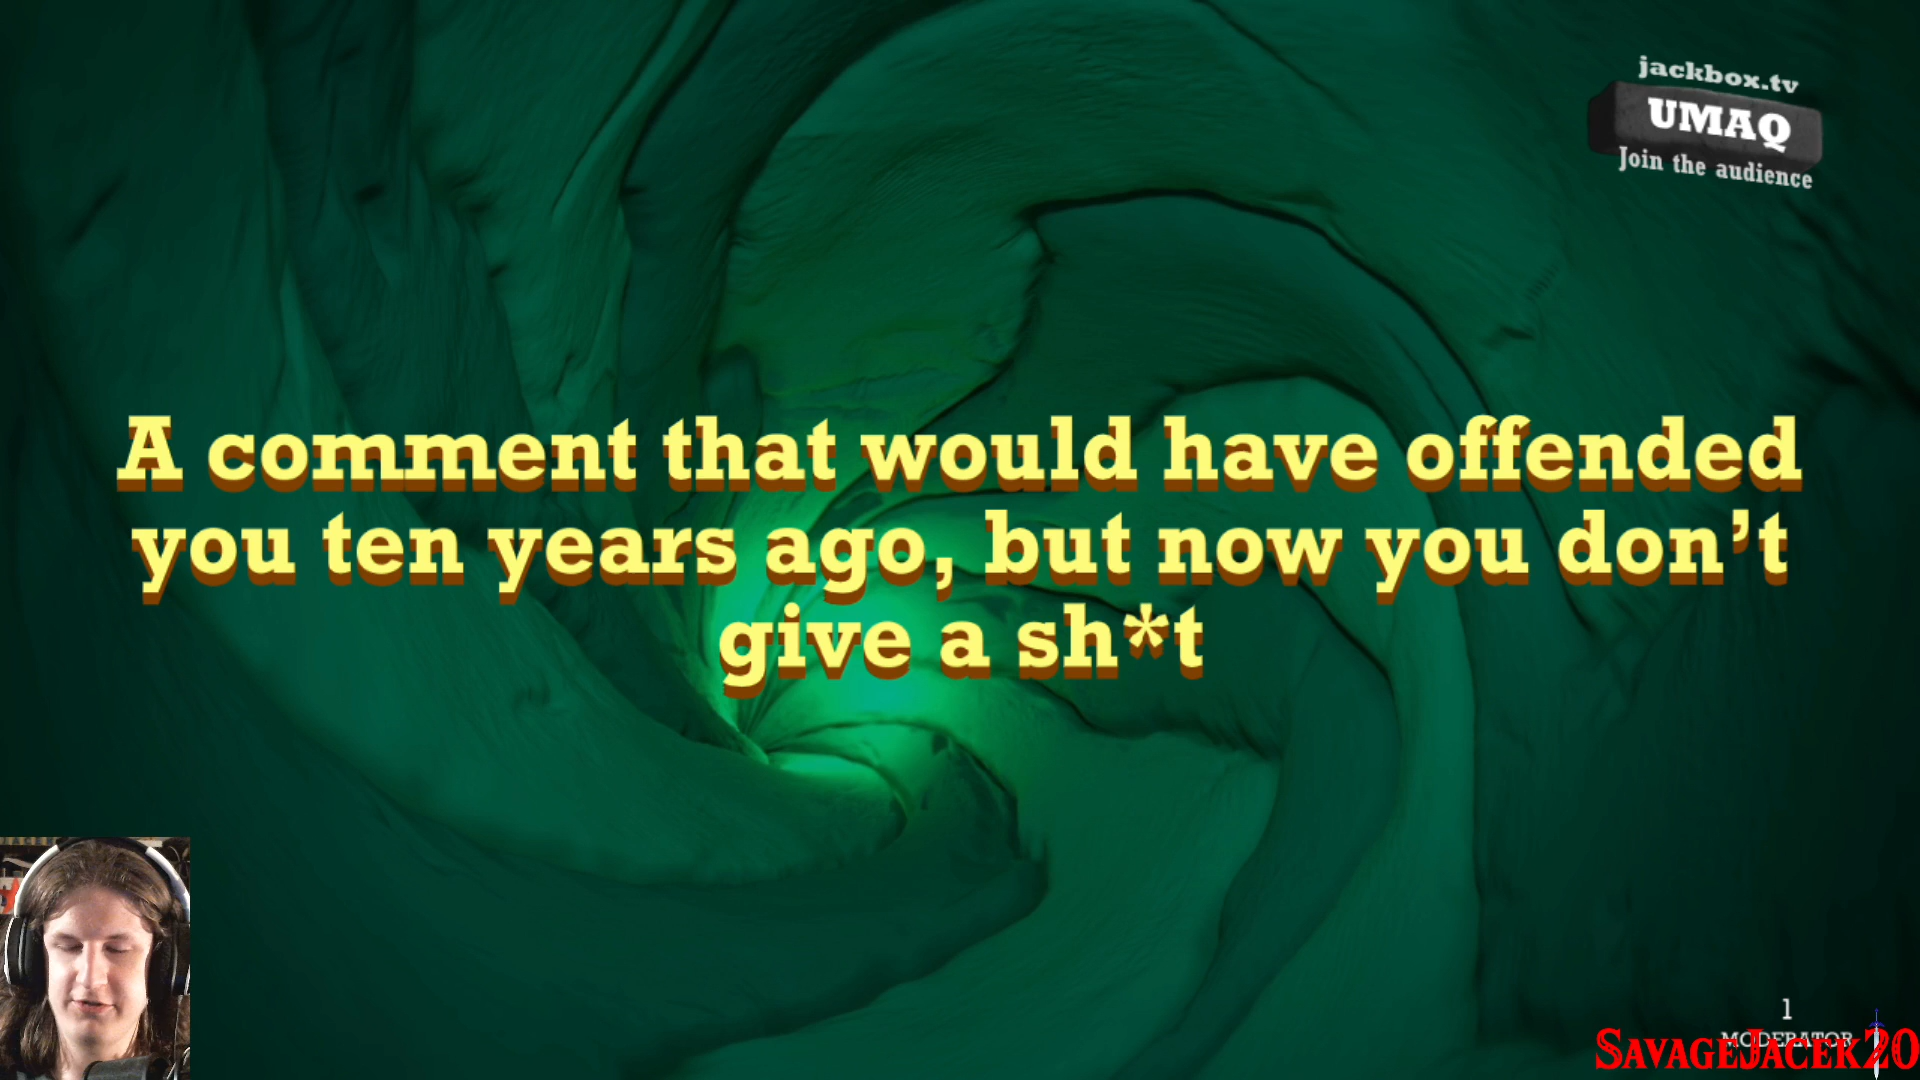 jackbox.tv
UMAQ
Join the audience
A comment that would have offended
you ten years ago, but now you don't
give a sh*t
1
MODERATOR
SAVAGEJACEK20